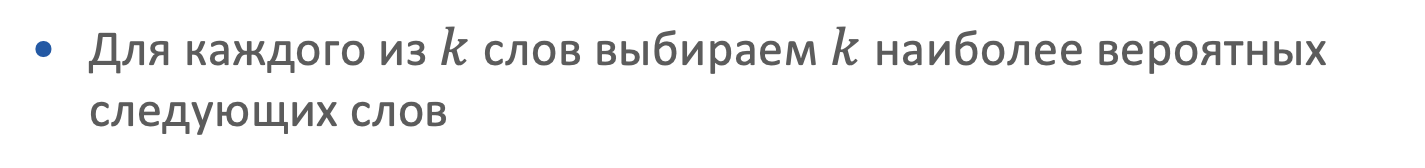 • Для каждого из k слов выбираем k наиболее вероятных
следующих слов